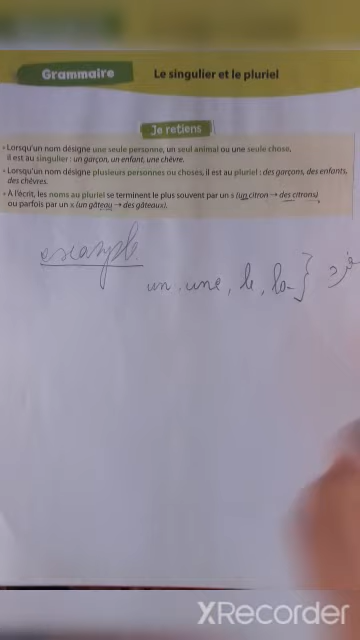 Grammaire Le singulier et le pluriel
Je retiens
• Lorsqu'un nom désigne une seule personne, un seul animal ou une seule chose,
il est au singulier : un garçon, un enfant, une chèvre.
• Lorsqu'un nom désigne plusieurs personnes ou choses, il est au pluriel : des garçons, des enfants,
des chèvres.
• À l'écrit, les noms au pluriel se terminent le plus souvent par un s (un citron → des citrons)
ou parfois par un x (un gâteau → des gâteaux).
example
un, une, le, la }
XRecorder